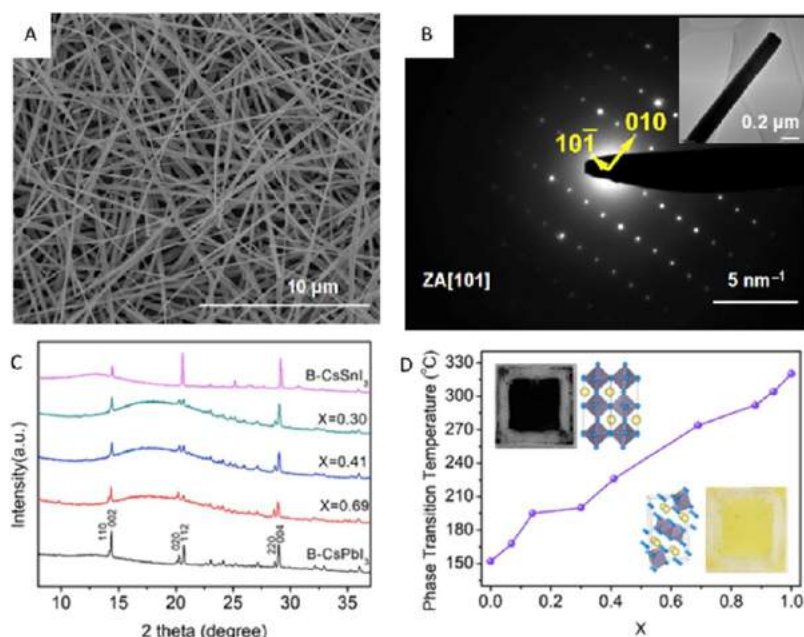 A
10 µm
B
0.2 µm
101̄
010
ZA[101]
5 nm⁻¹
C
Intensity(a.u.)
B-CsSnI₃
X=0.30
X=0.41
X=0.69
B-CsPbI₃
110
002
020
112
220
004
10 15 20 25 30 35
2 theta (degree)
D
Phase Transition Temperature (⁰C)
330
300
270
240
210
180
150
0.0 0.2 0.4 0.6 0.8 1.0
X